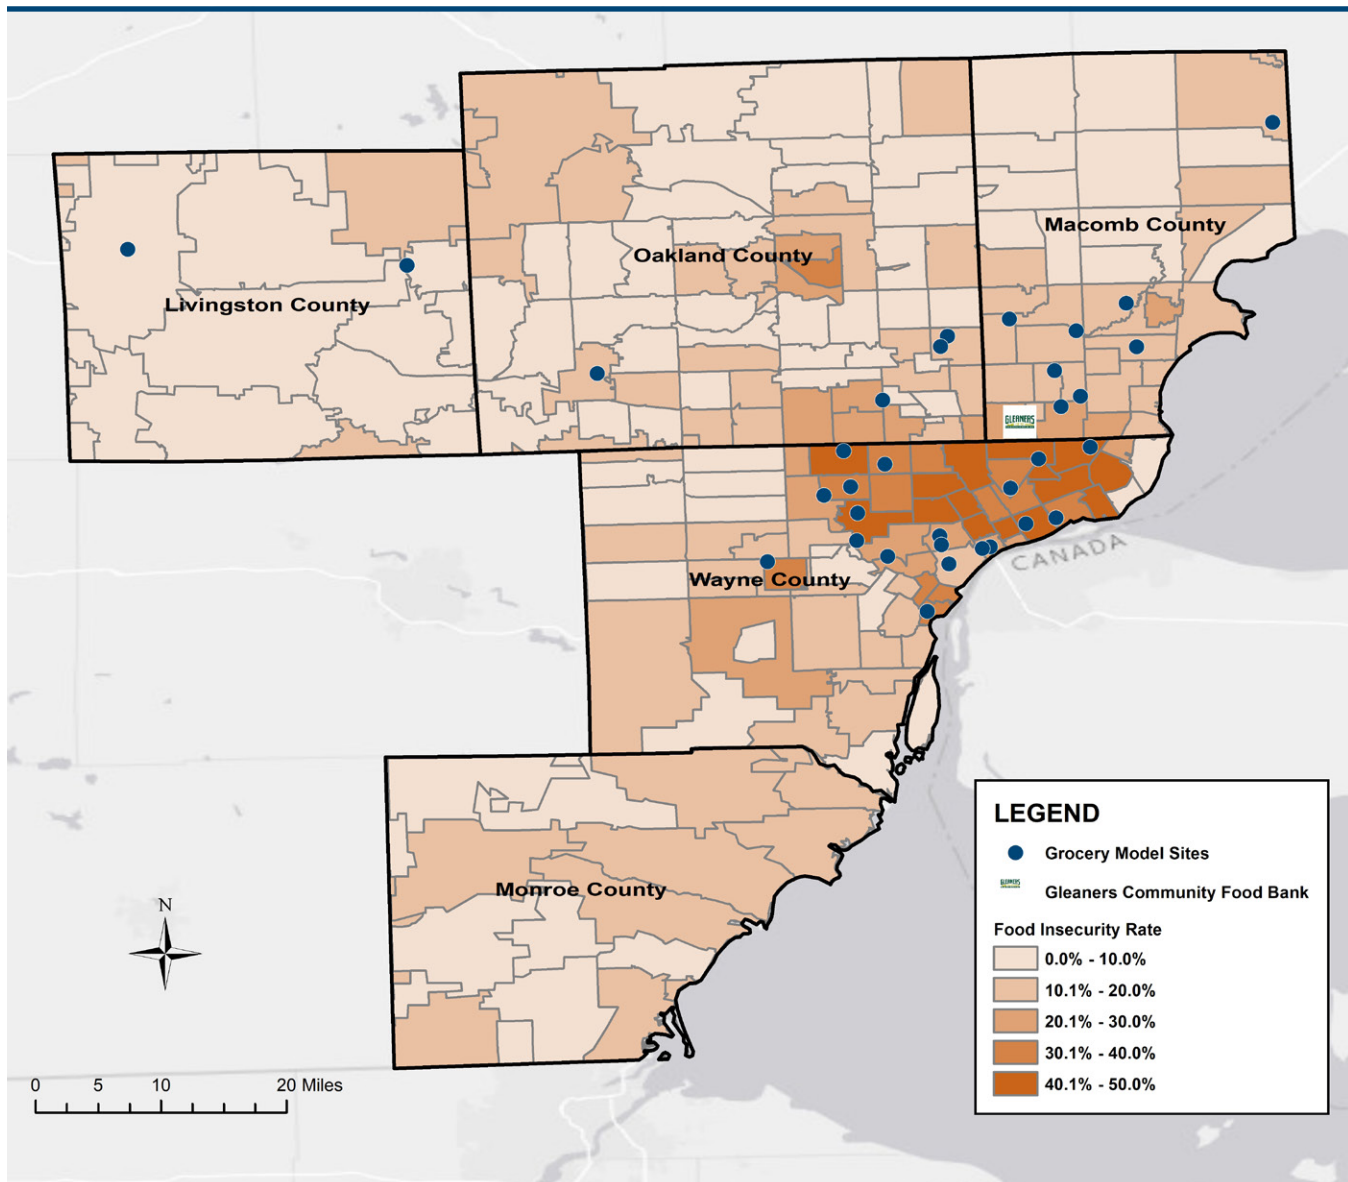 Macomb County
Oakland County
Livingston County
GLEANERS
CANADA
Wayne County
Monroe County
N
0 5 10 20 Miles
LEGEND
Grocery Model Sites
GLEANERS
Gleaners Community Food Bank
Food Insecurity Rate
0.0% - 10.0%
10.1% - 20.0%
20.1% - 30.0%
30.1% - 40.0%
40.1% - 50.0%